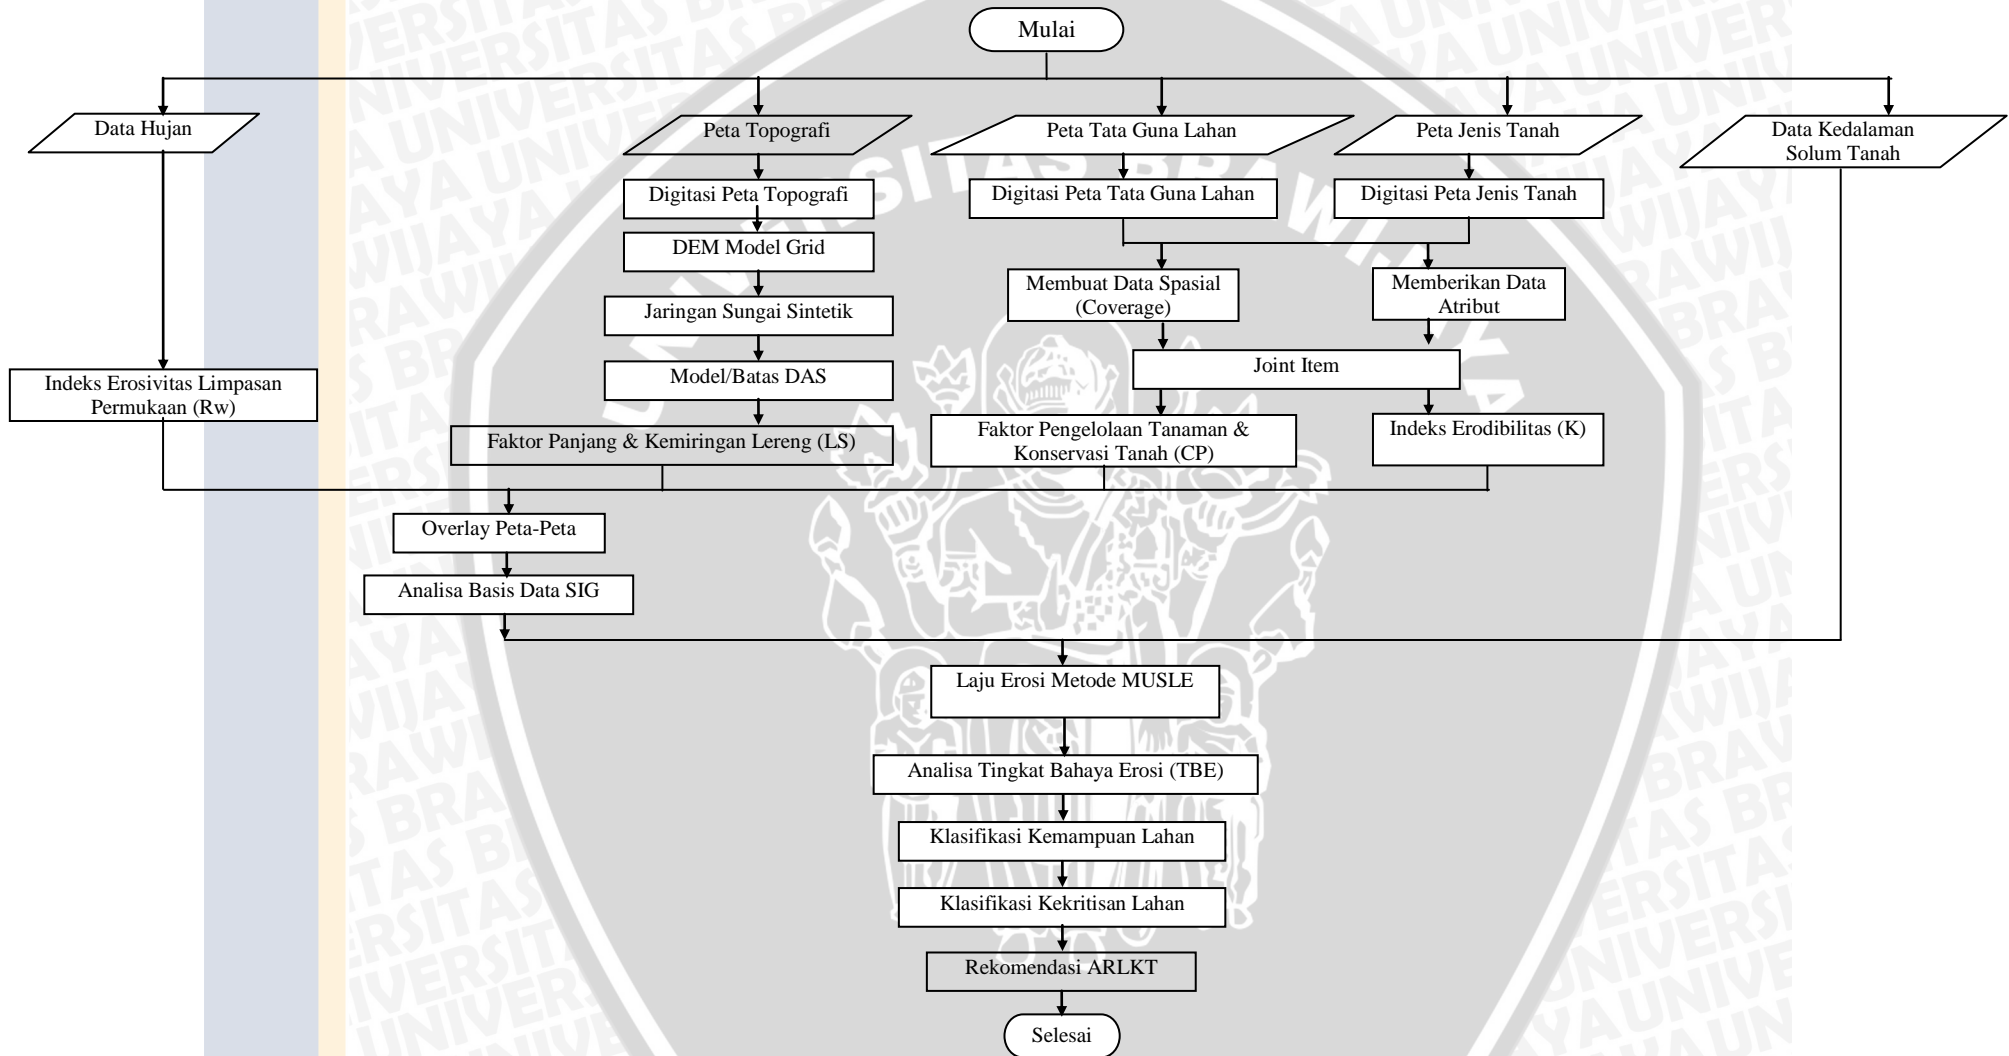 Mulai
Data Hujan
Peta Topografi
Peta Tata Guna Lahan
Peta Jenis Tanah
Data Kedalaman
Solum Tanah
Digitasi Peta Topografi
Digitasi Peta Tata Guna Lahan
Digitasi Peta Jenis Tanah
DEM Model Grid
Membuat Data Spasial
(Coverage)
Memberikan Data
Atribut
Jaringan Sungai Sintetik
Joint Item
Indeks Erosivitas Limpasan
Permukaan (Rw)
Model/Batas DAS
Faktor Panjang & Kemiringan Lereng (LS)
Faktor Pengelolaan Tanaman &
Konservasi Tanah (CP)
Indeks Erodibilitas (K)
Overlay Peta-Peta
Analisa Basis Data SIG
Laju Erosi Metode MUSLE
Analisa Tingkat Bahaya Erosi (TBE)
Klasifikasi Kemampuan Lahan
Klasifikasi Kekritisan Lahan
Rekomendasi ARLKT
Selesai
UNIVERSITAS BRAWIJAYA